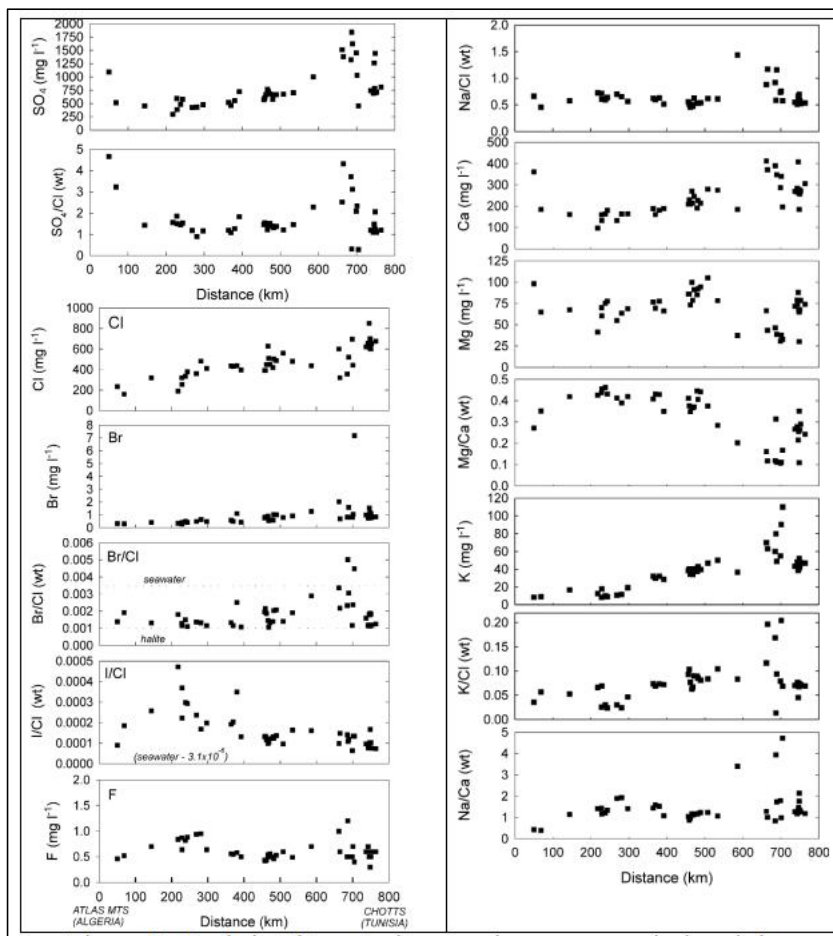 2000
1750
1500
1250
1000
750
500
250
0
SO4 (mg l-1)
5
4
3
2
1
0
SO4/Cl (wt)
0 100 200 300 400 500 600 700 800
Distance (km)
1000
800
600
400
200
0
Cl
Cl (mg l-1)
8
7
6
5
4
3
2
1
0
Br
Br (mg l-1)
0.006
0.005
0.004
0.003
0.002
0.001
0.000
Br/Cl
Br/Cl (wt)
seawater
halite
0.0005
0.0004
0.0003
0.0002
0.0001
0.0000
I/Cl
I/Cl (wt)
2.0
1.5
1.0
0.5
0.0
F
F (mg l-1)
0 100 200 300 400 500 600 700 800
ATLAS MTS
(ALGERIA)
Distance (km)
CHOTTS
(TUNISIA)
2.0
1.5
1.0
0.5
0.0
Na/Cl (wt)
500
400
300
200
100
0
Ca (mg l-1)
125
100
75
50
25
0
Mg (mg l-1)
0.5
0.4
0.3
0.2
0.1
0.0
Mg/Ca (wt)
120
100
80
60
40
20
0
K (mg l-1)
0.20
0.15
0.10
0.05
0.00
K/Cl (wt)
5
4
3
2
1
0
Na/Ca (wt)
0 100 200 300 400 500 600 700 800
Distance (km)